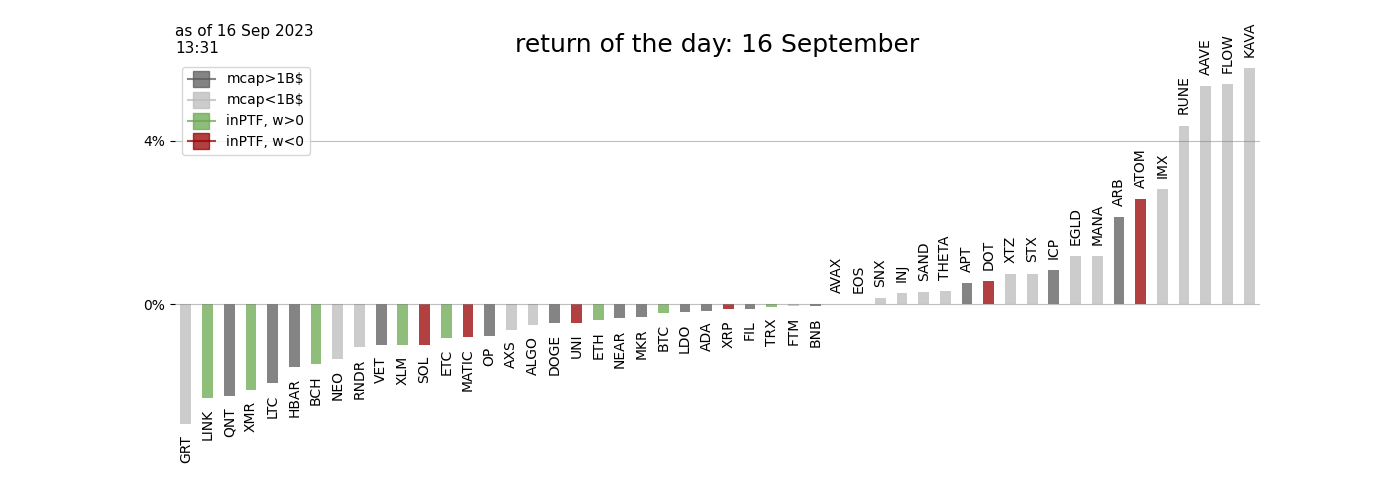 as of 16 Sep 2023
13:31
return of the day: 16 September
mcap>1B$
mcap<1B$
inPTF, w>0
inPTF, w<0
4%
0%
GRT
LINK
QNT
XMR
LTC
HBAR
BCH
NEO
RNDR
VET
XLM
SOL
ETC
MATIC
OP
AXS
ALGO
DOGE
UNI
ETH
NEAR
MKR
BTC
LDO
ADA
XRP
FIL
TRX
FTM
BNB
AVAX
EOS
SNX
INJ
SAND
THETA
APT
DOT
XTZ
STX
ICP
EGLD
MANA
ARB
ATOM
IMX
RUNE
AAVE
FLOW
KAVA